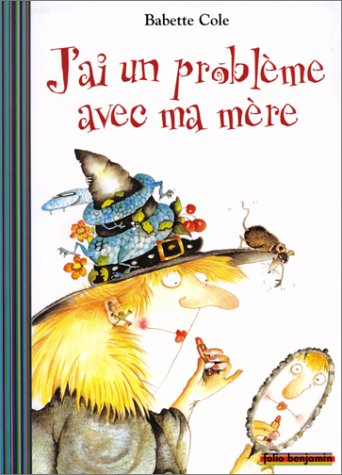 Babette Cole
J'ai un problème
avec ma mère
folio benjamin